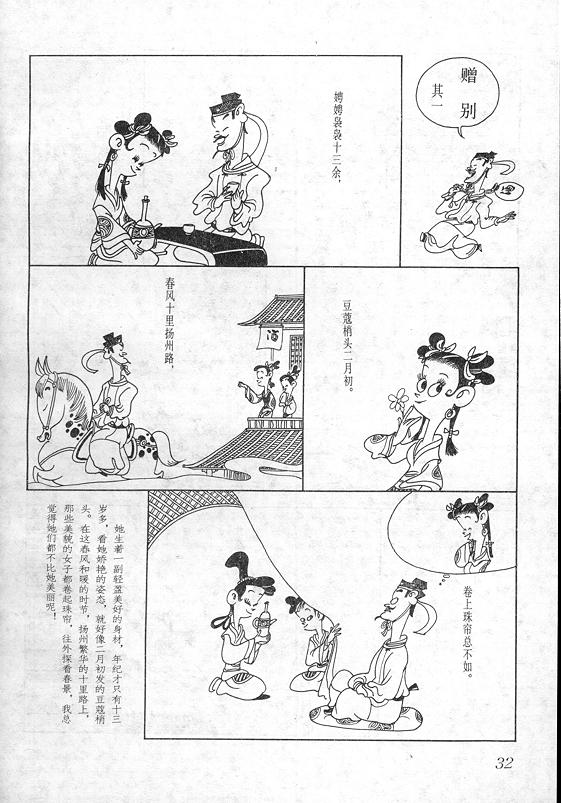 赠别
其一
娉娉袅袅十三余，
豆蔻梢头二月初。
春风十里扬州路，
酒
卷上珠帘总不如。
她生着一副轻盈美好的身材，年纪才只有十三
岁多，看她娇艳的姿态，就好像二月初发的豆蔻梢
头。在这春风和暖的时节，扬州繁华的十里路上，
那些美貌的女子都卷起珠帘，往外探看春景，我总
觉得她们都不比她美丽呢！
32